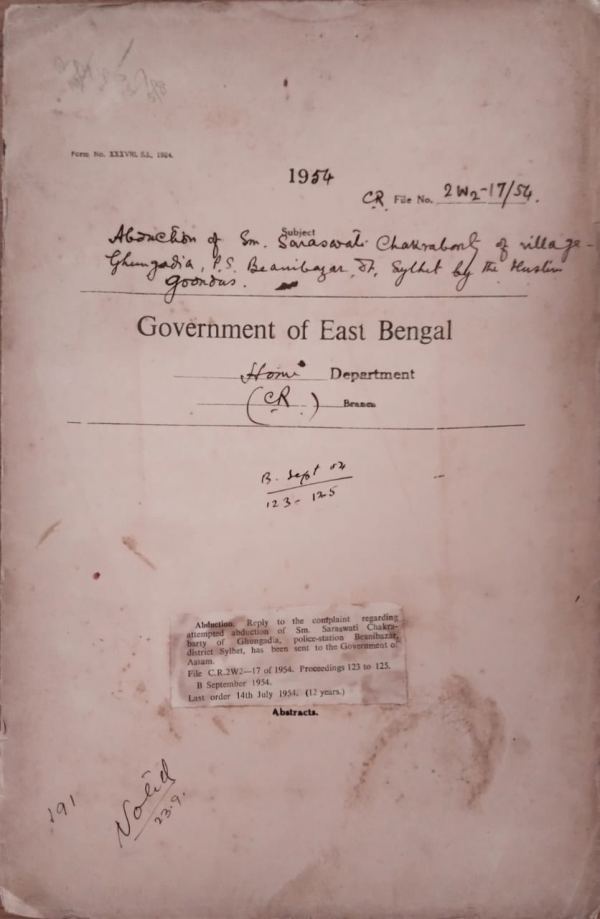 Form No. XXXVIII. S.I., 1924.
1954
CR. File No. 2W2-17/54.
Subject
Abduction of Sm. Saraswati Chakraborty of village-
Ghungadia, P.S. Beanibazar, Dt. Sylhet by the Muslim
goondas.
Government of East Bengal
Home Department
(CR.) Branch
B. Sept 54
123-125
Abduction. Reply to the complaint regarding
attempted abduction of Sm. Saraswati Chakra-
barty of Ghungadia, police-station Beanibazar,
district Sylhet, has been sent to the Government of
Assam.
File C.R.2W2—17 of 1954. Proceedings 123 to 125.
B September 1954.
Last order 14th July 1954. (12 years.)
Abstracts.
191
Noted
23.9.